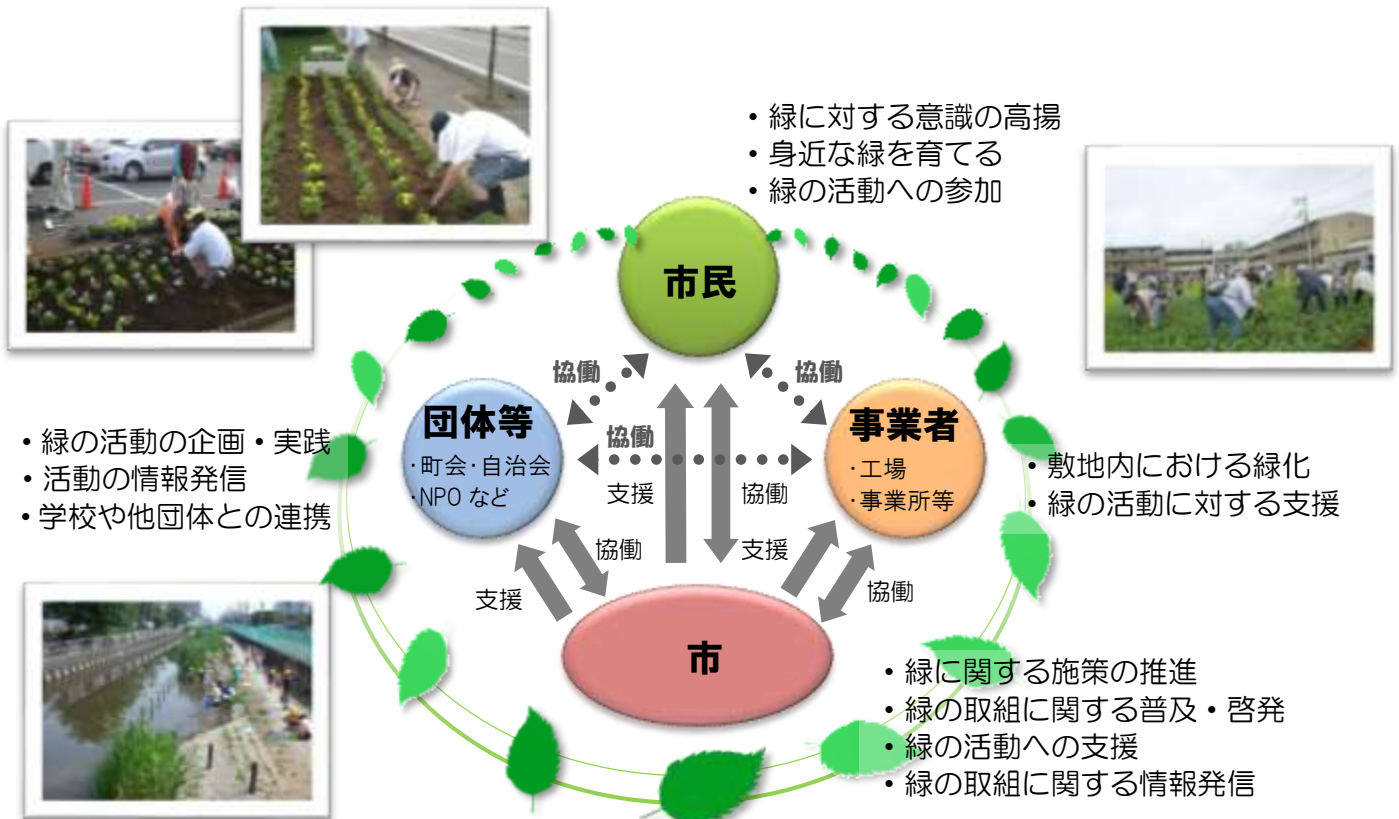 ・緑に対する意識の高揚
・身近な緑を育てる
・緑の活動への参加
市民
協働
協働
団体等
・町会・自治会
・NPO など
協働
事業者
・工場
・事業所等
・緑の活動の企画・実践
・活動の情報発信
・学校や他団体との連携
・敷地内における緑化
・緑の活動に対する支援
支援
協働
協働
支援
支援
協働
市
・緑に関する施策の推進
・緑の取組に関する普及・啓発
・緑の活動への支援
・緑の取組に関する情報発信